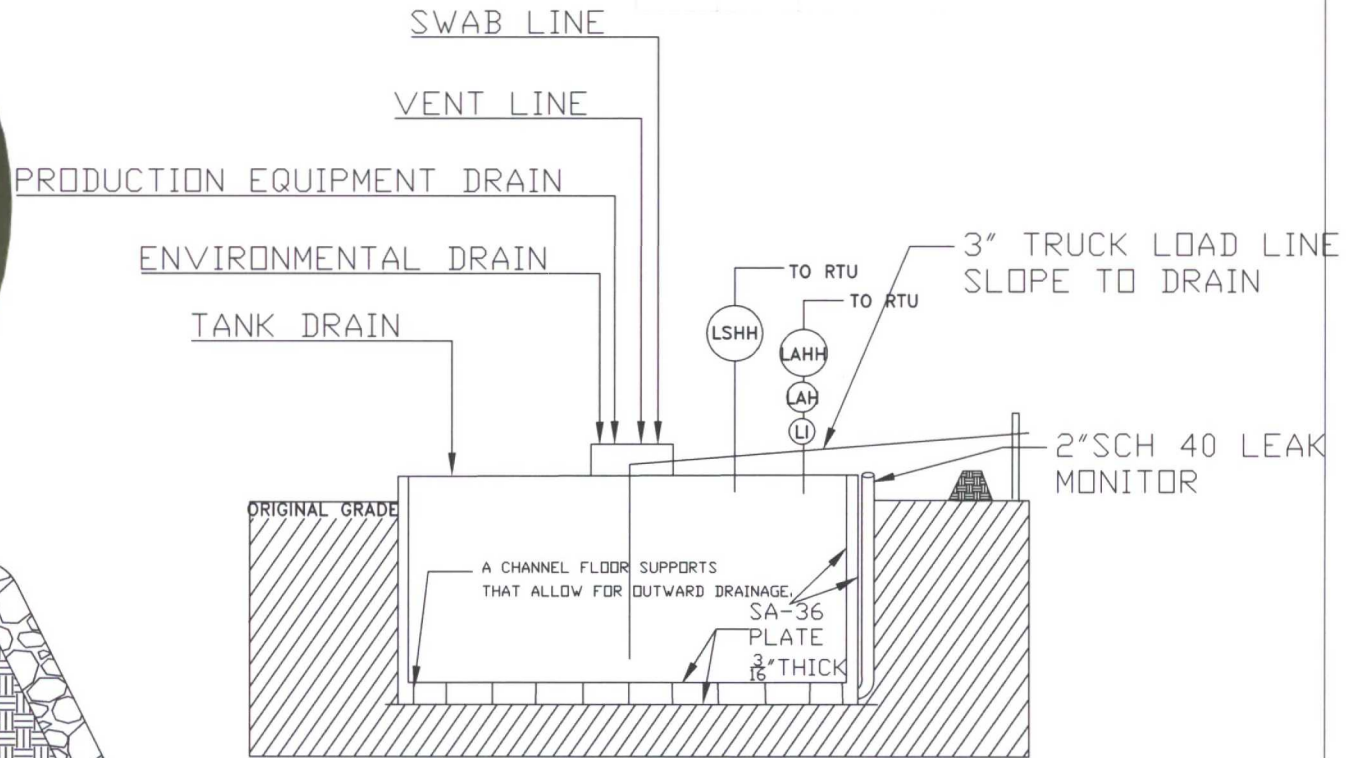 SWAB LINE
VENT LINE
PRODUCTION EQUIPMENT DRAIN
ENVIRONMENTAL DRAIN
TANK DRAIN
TO RTU
TO RTU
3" TRUCK LOAD LINE
SLOPE TO DRAIN
LSHH
LAHH
LAH
LI
2"SCH 40 LEAK
MONITOR
ORIGINAL GRADE
A CHANNEL FLOOR SUPPORTS
THAT ALLOW FOR OUTWARD DRAINAGE.
SA-36
PLATE
3/16"THICK